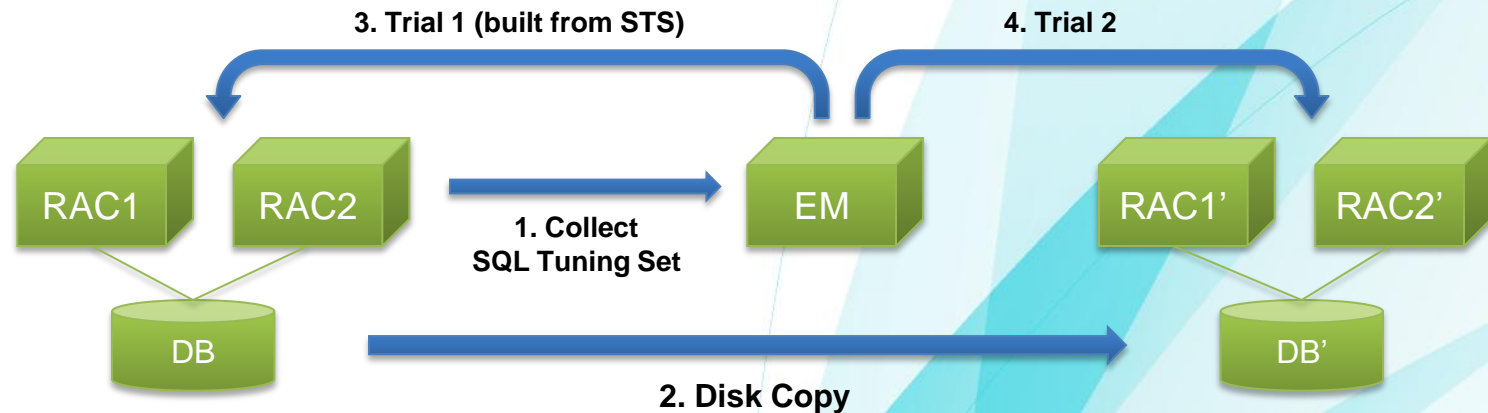 3. Trial 1 (built from STS)
4. Trial 2
RAC1
RAC2
EM
RAC1’
RAC2’
1. Collect
SQL Tuning Set
DB
DB’
2. Disk Copy